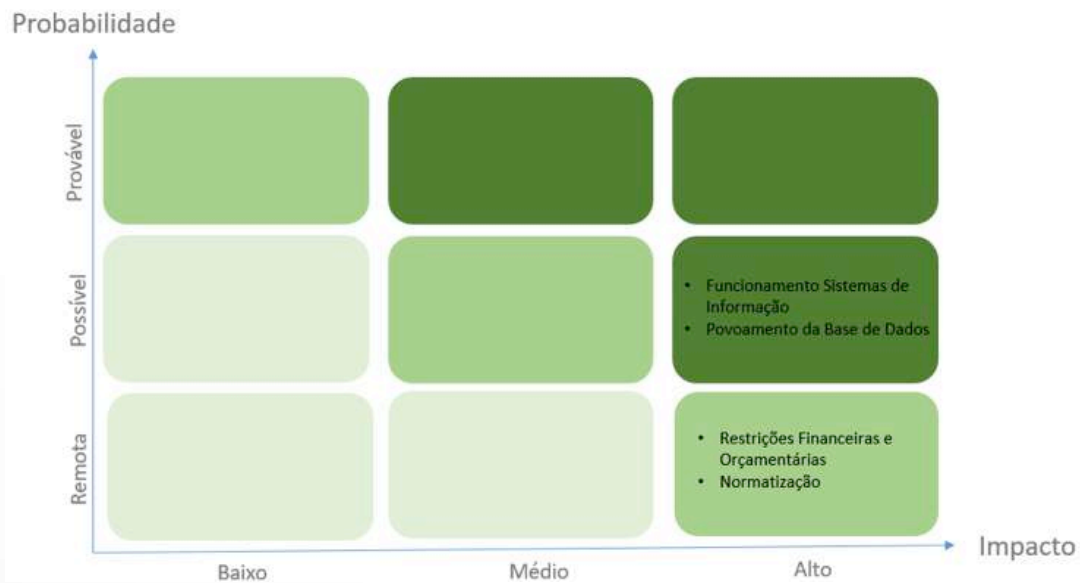 Probabilidade
Provável
Possível
• Funcionamento Sistemas de
Informação
• Povoamento da Base de Dados
Remota
• Restrições Financeiras e
Orçamentárias
• Normatização
Impacto
Baixo
Médio
Alto